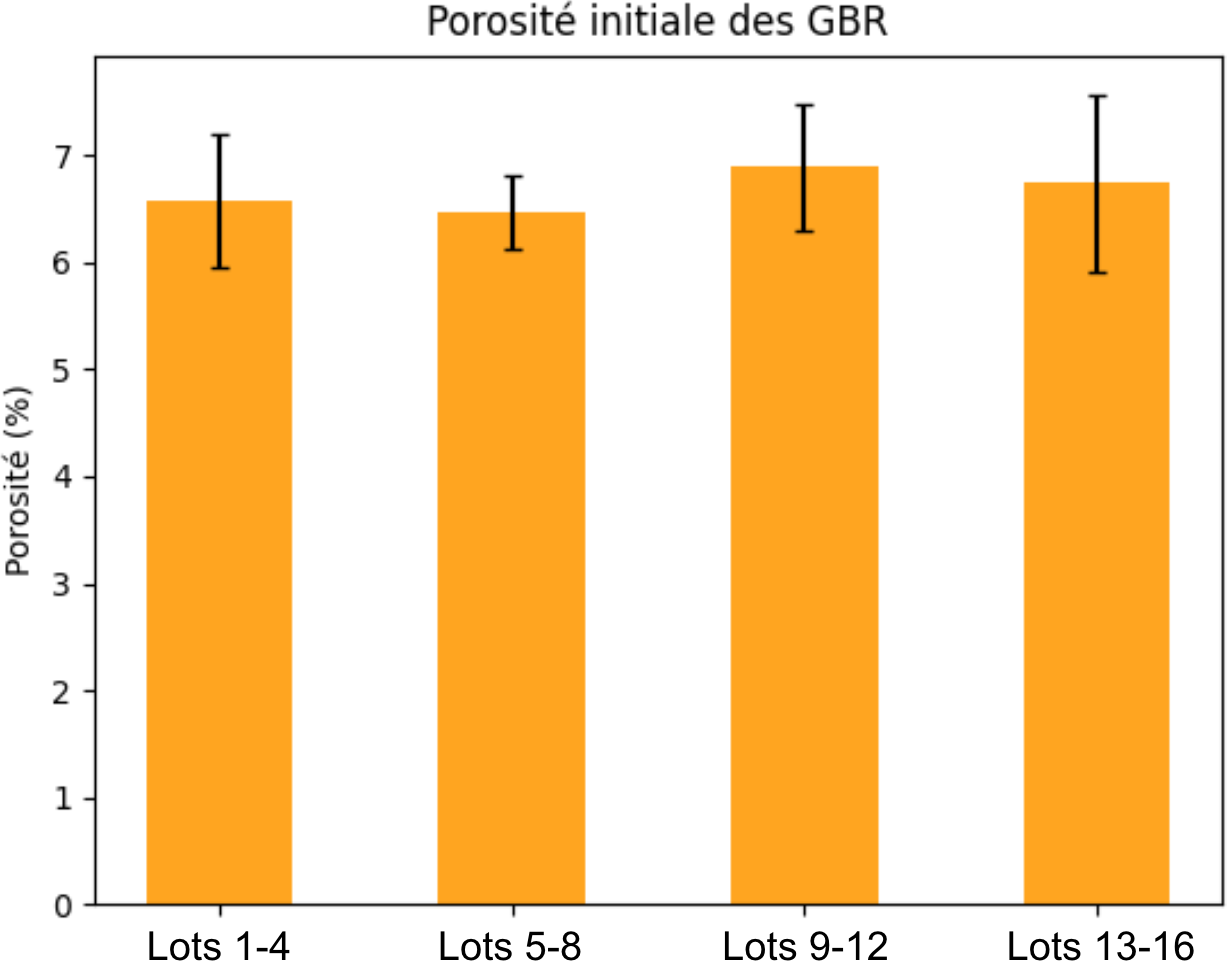 Porosité initiale des GBR
Porosité (%)
7
6
5
4
3
2
1
0
Lots 1-4 Lots 5-8 Lots 9-12 Lots 13-16